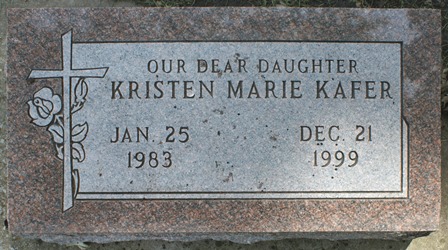 OUR DEAR DAUGHTER
KRISTEN MARIE KAFER
JAN. 25 DEC. 21
1983 1999